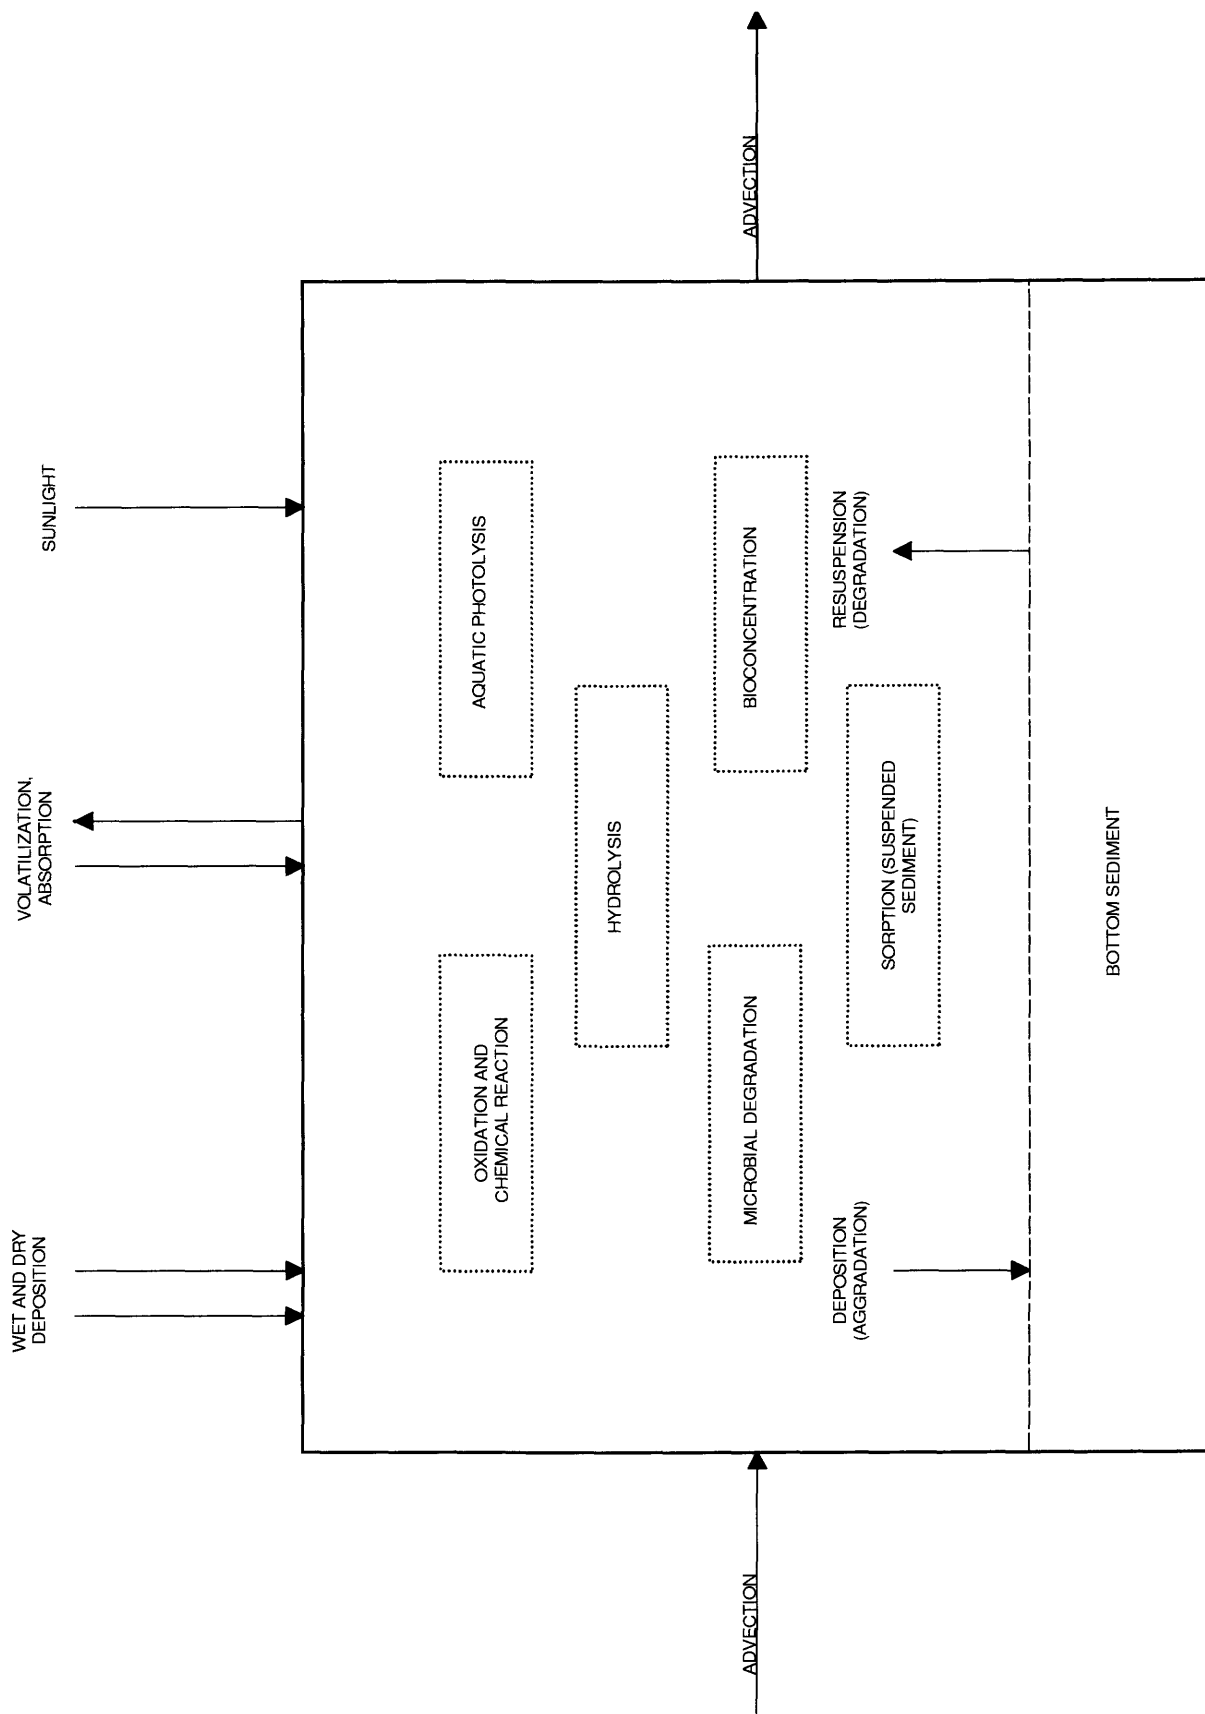 WET AND DRY
DEPOSITION
VOLATILIZATION,
ABSORPTION
SUNLIGHT
OXIDATION AND
CHEMICAL REACTION
AQUATIC PHOTOLYSIS
HYDROLYSIS
ADVECTION
MICROBIAL DEGRADATION
BIOCONCENTRATION
ADVECTION
DEPOSITION
(AGGRADATION)
SORPTION (SUSPENDED
SEDIMENT)
RESUSPENSION
(DEGRADATION)
BOTTOM SEDIMENT